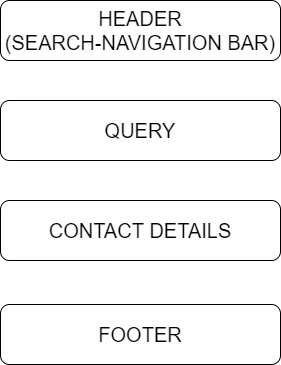 HEADER
(SEARCH-NAVIGATION BAR)
QUERY
CONTACT DETAILS
FOOTER